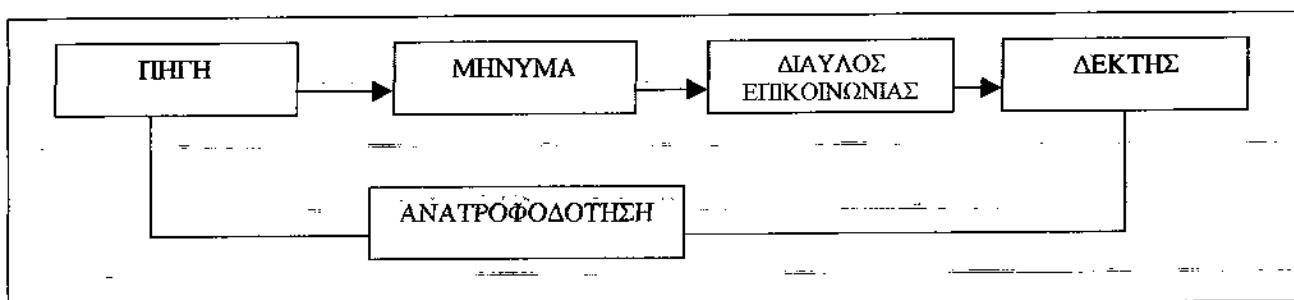 ΠΗΓΗ
ΜΗΝΥΜΑ
ΔΙΑΥΛΟΣ
ΕΠΙΚΟΙΝΩΝΙΑΣ
ΔΕΚΤΗΣ
ΑΝΑΤΡΟΦΟΔΟΤΗΣΗ